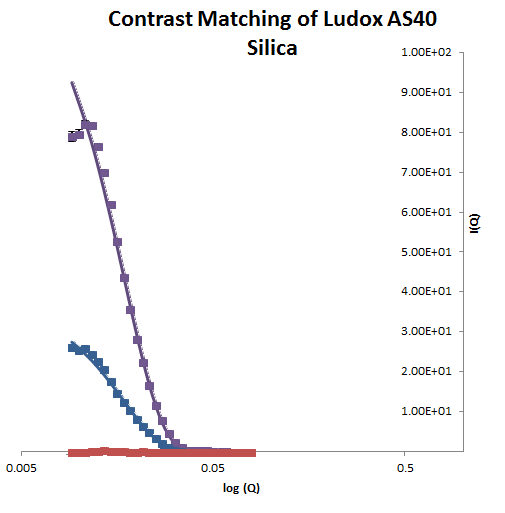 Contrast Matching of Ludox AS40
Silica
1.00E+02
9.00E+01
8.00E+01
7.00E+01
6.00E+01
I(Q)
5.00E+01
4.00E+01
3.00E+01
2.00E+01
1.00E+01
0.005
0.05
0.5
log (Q)